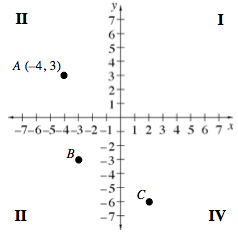 II y I
7
6
5
4
A (–4, 3) 3
2
1
–7 –6 –5 –4 –3 –2 –1 1 2 3 4 5 6 7 x
–2
B –3
–4
–5
C –6
II –7 IV